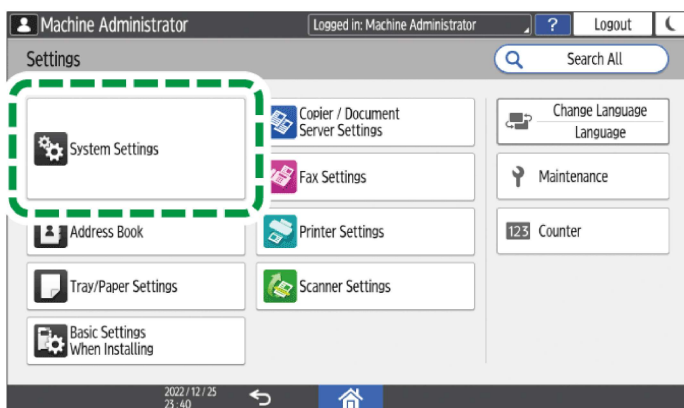 Machine Administrator
Logged in: Machine Administrator
?
Logout
Settings
Search All
System Settings
Copier / Document
Server Settings
Change Language
Language
Fax Settings
Maintenance
Address Book
Printer Settings
123 Counter
Tray/Paper Settings
Scanner Settings
Basic Settings
When Installing
2022/12/25
23:40